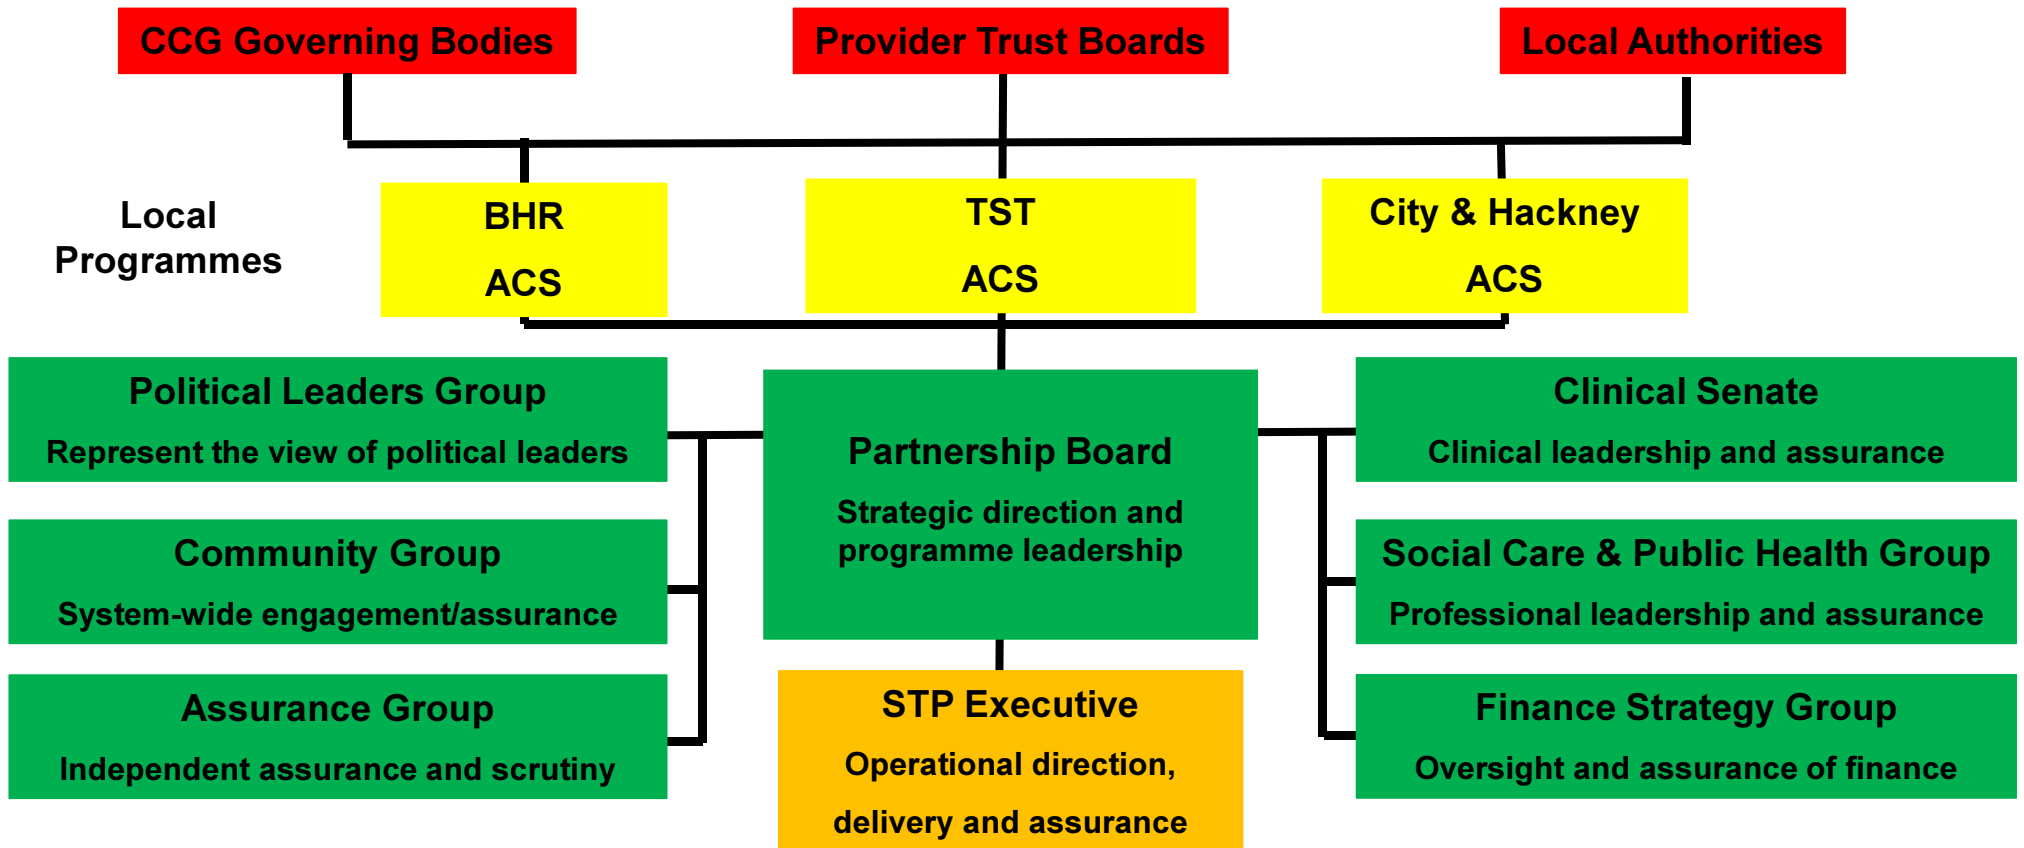 CCG Governing Bodies
Provider Trust Boards
Local Authorities
Local
Programmes
BHR
ACS
TST
ACS
City & Hackney
ACS
Political Leaders Group
Represent the view of political leaders
Community Group
System-wide engagement/assurance
Assurance Group
Independent assurance and scrutiny
Partnership Board
Strategic direction and
programme leadership
STP Executive
Operational direction,
delivery and assurance
Clinical Senate
Clinical leadership and assurance
Social Care & Public Health Group
Professional leadership and assurance
Finance Strategy Group
Oversight and assurance of finance